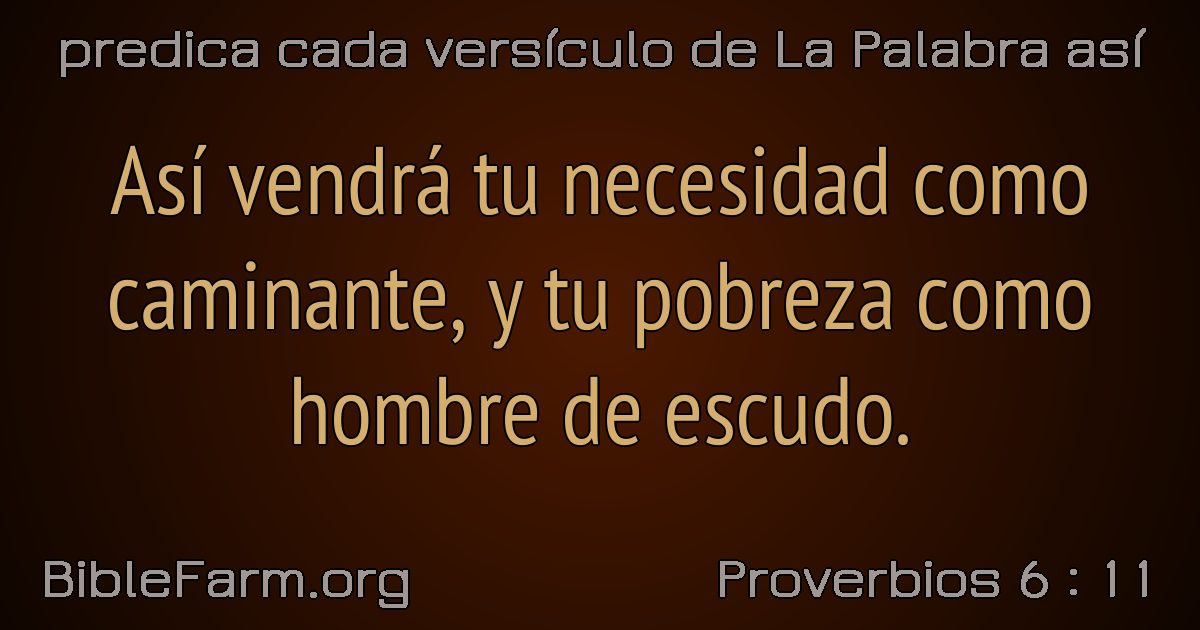 predica cada versículo de La Palabra así
Así vendrá tu necesidad como
caminante, y tu pobreza como
hombre de escudo.
BibleFarm.org
Proverbios 6 : 11